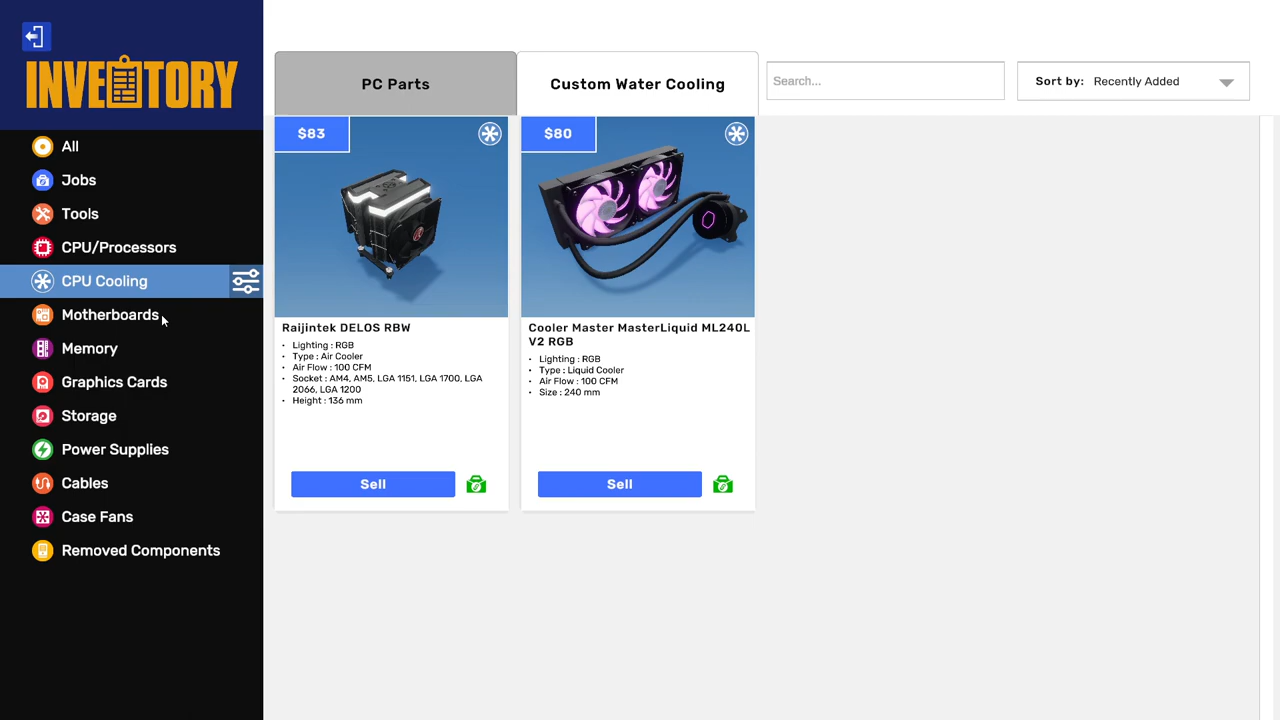 INVENTORY
All
Jobs
Tools
CPU/Processors
CPU Cooling
Motherboards
Memory
Graphics Cards
Storage
Power Supplies
Cables
Case Fans
Removed Components
PC Parts
Custom Water Cooling
Search...
Sort by: Recently Added
$83
Raijintek DELOS RBW
• Lighting : RGB
• Type : Air Cooler
• Air Flow : 100 CFM
• Socket : AM4, AM5, LGA 1151, LGA 1700, LGA
2066, LGA 1200
• Height : 136 mm
Sell
$80
Cooler Master MasterLiquid ML240L
V2 RGB
• Lighting : RGB
• Type : Liquid Cooler
• Air Flow : 100 CFM
• Size : 240 mm
Sell